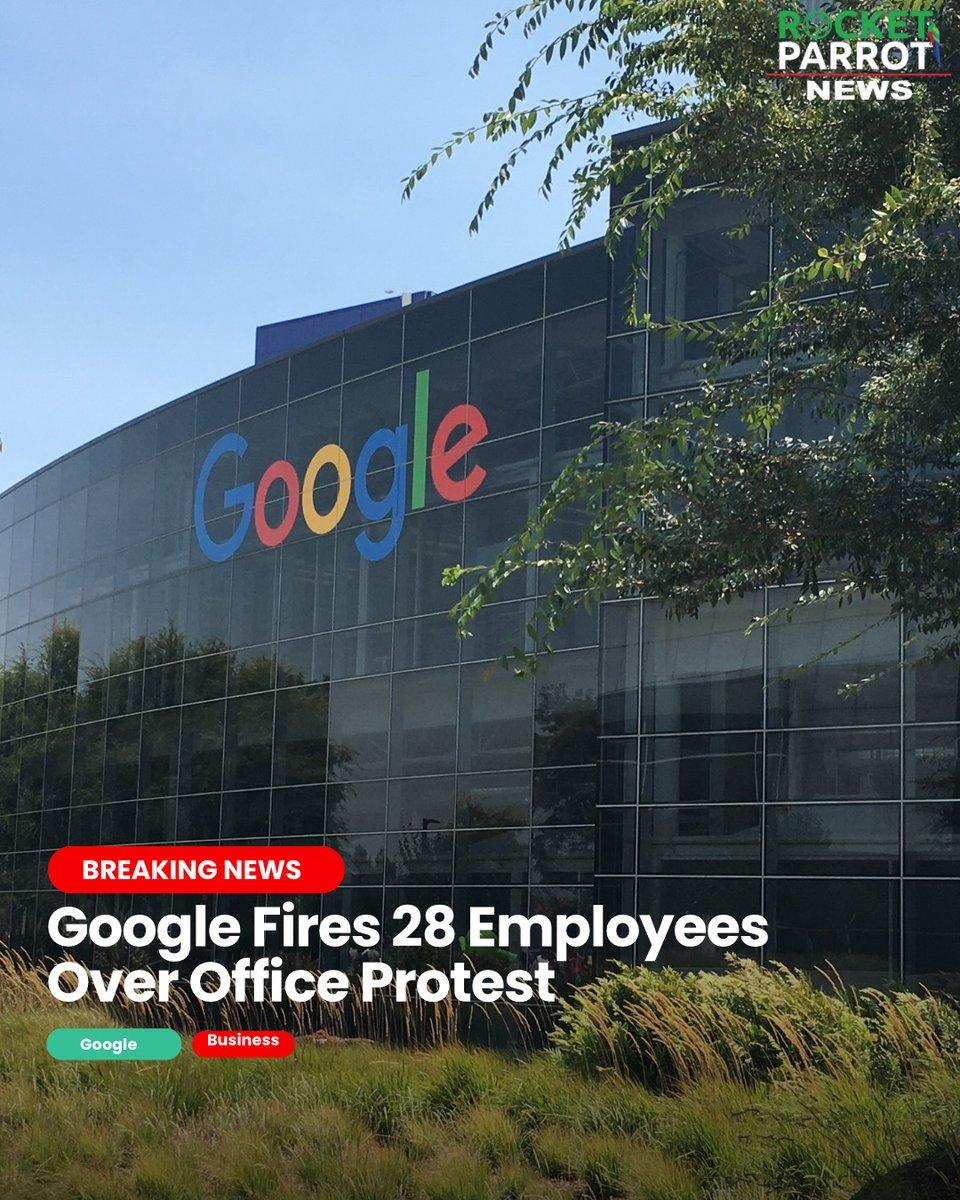 ROCKET
PARROT
NEWS
Google
BREAKING NEWS
Google Fires 28 Employees
Over Office Protest
Google
Business